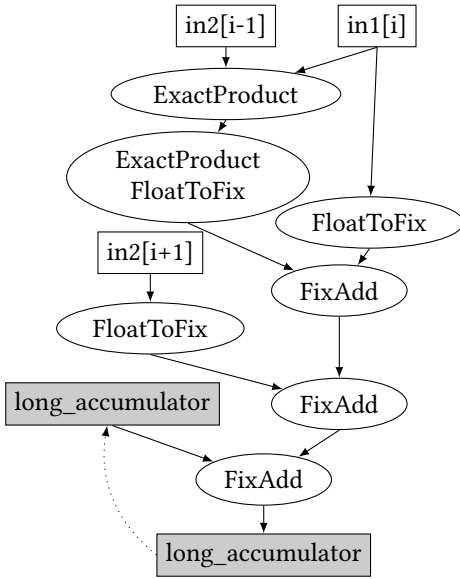 in2[i-1]
in1[i]
ExactProduct
ExactProduct
FloatToFix
FloatToFix
in2[i+1]
FixAdd
FloatToFix
long_accumulator
FixAdd
FixAdd
long_accumulator